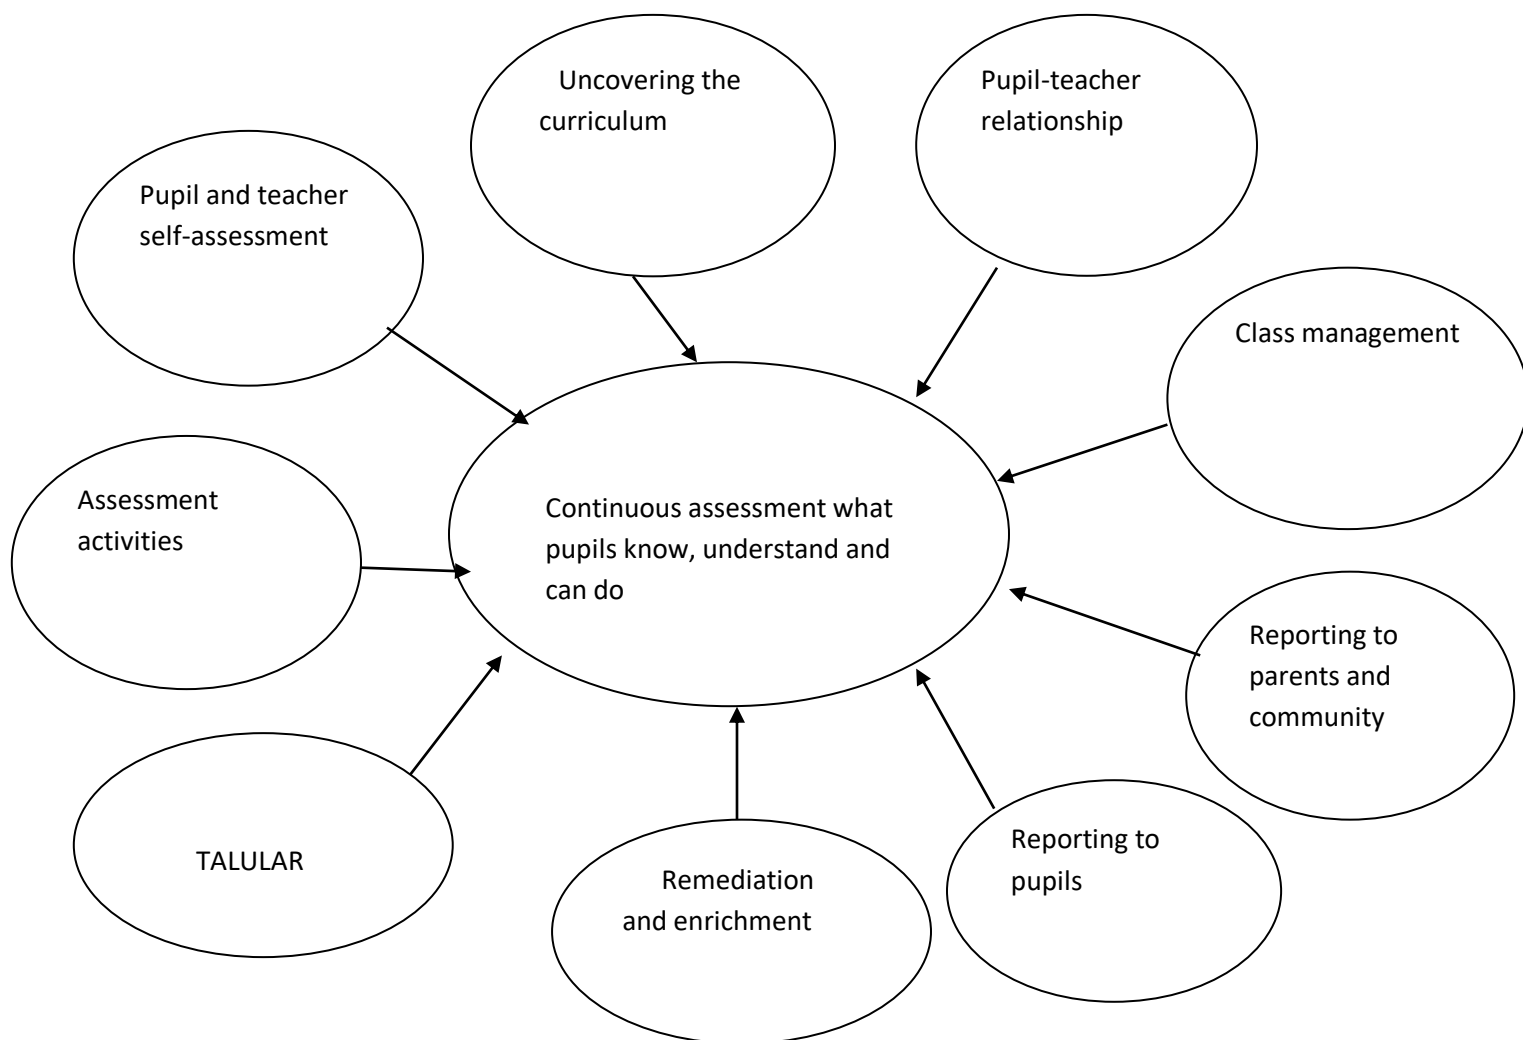 Uncovering the
curriculum
Pupil-teacher
relationship
Pupil and teacher
self-assessment
Class management
Assessment
activities
Continuous assessment what
pupils know, understand and
can do
Reporting to
parents and
community
TALULAR
Remediation
and enrichment
Reporting to
pupils